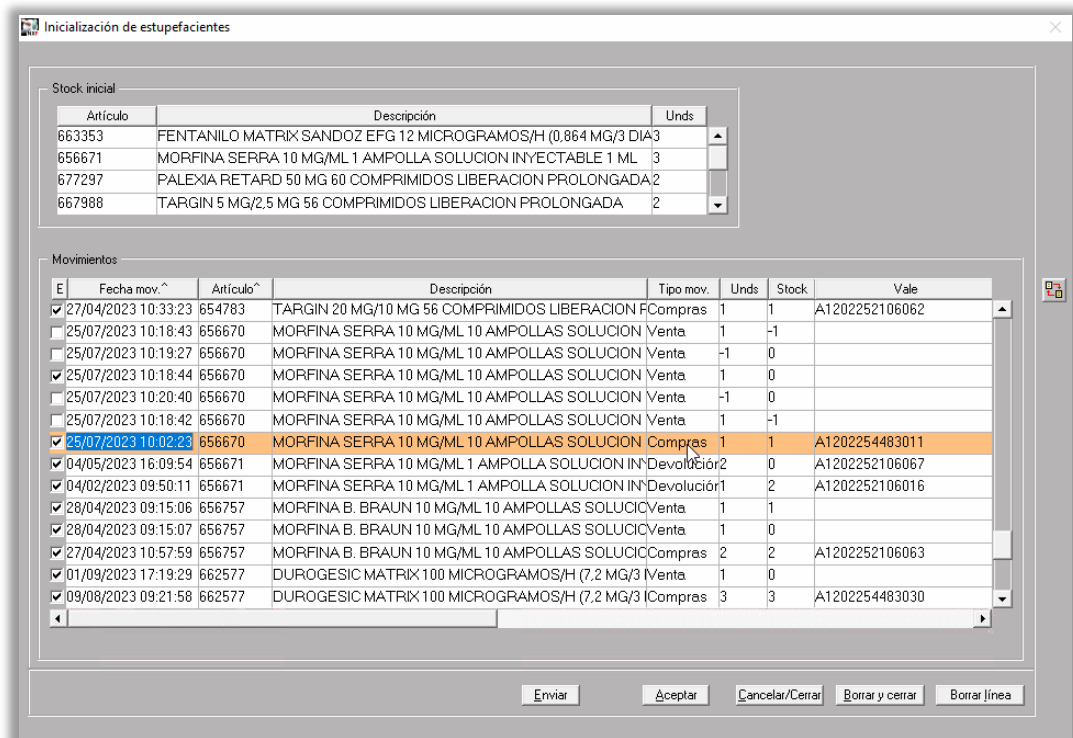 Inicialización de estupefacientes
Stock inicial
Artículo Descripción Unds
663353 FENTANILO MATRIX SANDOZ EFG 12 MICROGRAMOS/H (0,864 MG/3 DIA 3
656671 MORFINA SERRA 10 MG/ML 1 AMPOLLA SOLUCION INYECTABLE 1 ML 3
677297 PALEXIA RETARD 50 MG 60 COMPRIMIDOS LIBERACION PROLONGADA 2
667988 TARGIN 5 MG/2,5 MG 56 COMPRIMIDOS LIBERACION PROLONGADA 2
Movimientos
E Fecha mov.^ Artículo^ Descripción Tipo mov. Unds Stock Vale
27/04/2023 10:33:23 654783 TARGIN 20 MG/10 MG 56 COMPRIMIDOS LIBERACION F Compras 1 1 A1202252106062
25/07/2023 10:18:43 656670 MORFINA SERRA 10 MG/ML 10 AMPOLLAS SOLUCION Venta 1 -1
25/07/2023 10:19:27 656670 MORFINA SERRA 10 MG/ML 10 AMPOLLAS SOLUCION Venta -1 0
25/07/2023 10:18:44 656670 MORFINA SERRA 10 MG/ML 10 AMPOLLAS SOLUCION Venta 1 0
25/07/2023 10:20:40 656670 MORFINA SERRA 10 MG/ML 10 AMPOLLAS SOLUCION Venta -1 0
25/07/2023 10:18:42 656670 MORFINA SERRA 10 MG/ML 10 AMPOLLAS SOLUCION Venta 1 -1
25/07/2023 10:02:23 656670 MORFINA SERRA 10 MG/ML 10 AMPOLLAS SOLUCION Compras 1 1 A1202254483011
04/05/2023 16:09:54 656671 MORFINA SERRA 10 MG/ML 1 AMPOLLA SOLUCION IN Devolución 2 0 A1202252106067
04/02/2023 09:50:11 656671 MORFINA SERRA 10 MG/ML 1 AMPOLLA SOLUCION IN Devolución 1 2 A1202252106016
28/04/2023 09:15:06 656757 MORFINA B. BRAUN 10 MG/ML 10 AMPOLLAS SOLUCIO Venta 1 1
28/04/2023 09:15:07 656757 MORFINA B. BRAUN 10 MG/ML 10 AMPOLLAS SOLUCIO Venta 1 0
27/04/2023 10:57:59 656757 MORFINA B. BRAUN 10 MG/ML 10 AMPOLLAS SOLUCIO Compras 2 2 A1202252106063
01/09/2023 17:19:29 662577 DUROGESIC MATRIX 100 MICROGRAMOS/H (7,2 MG/3 Venta 1 0
09/08/2023 09:21:58 662577 DUROGESIC MATRIX 100 MICROGRAMOS/H (7,2 MG/3 Compras 3 3 A1202254483030
Enviar Aceptar Cancelar/Cerrar Borrar y cerrar Borrar línea